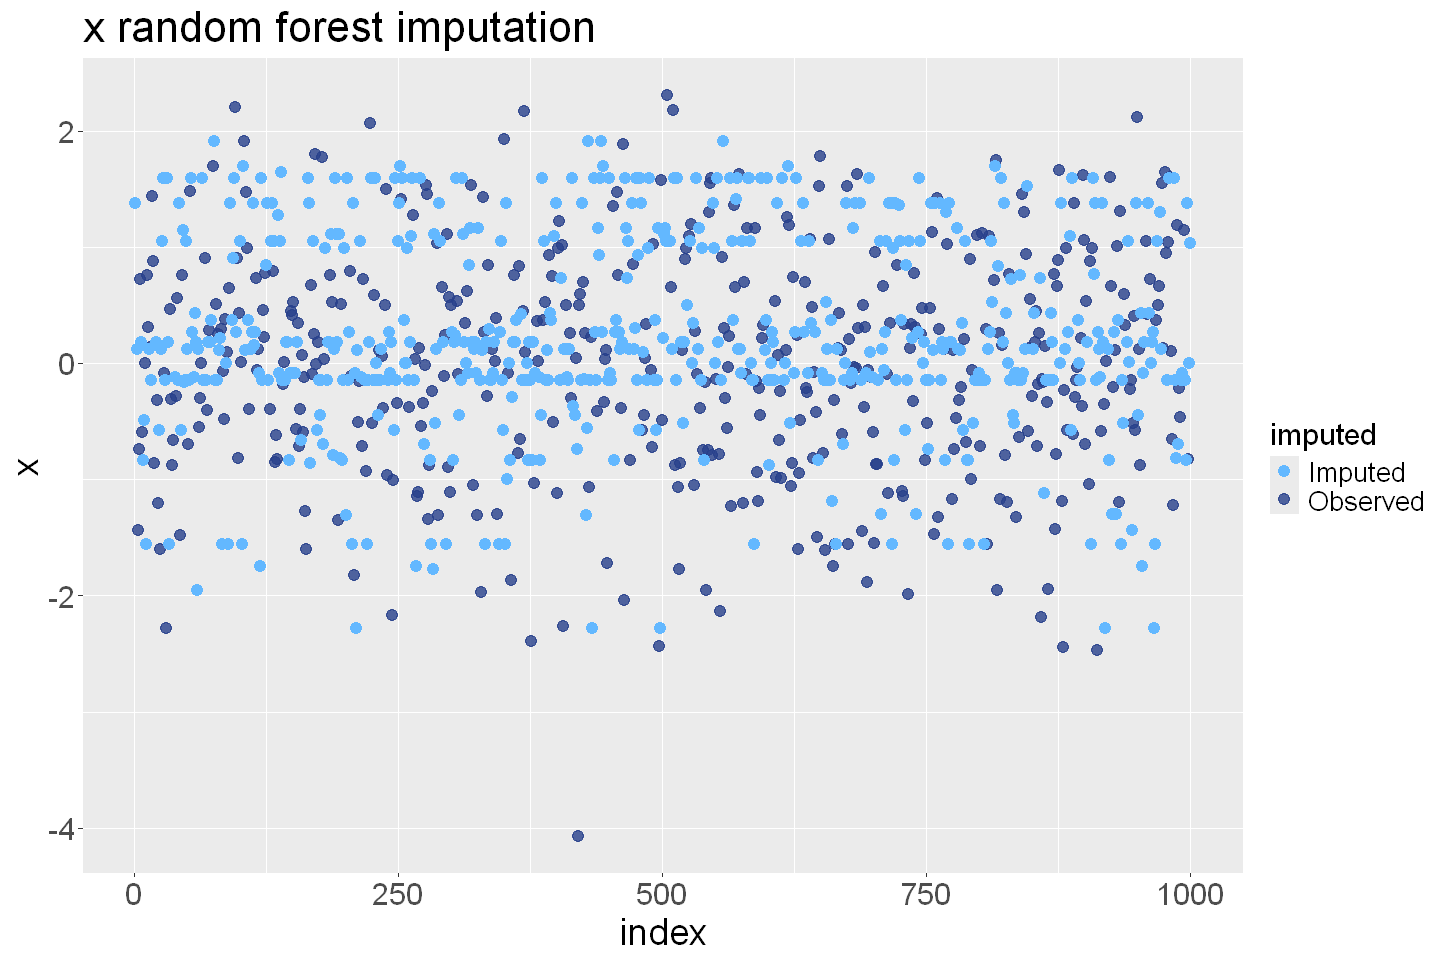 x random forest imputation
2
0
-2
-4
x
0 250 500 750 1000
index
imputed
Imputed
Observed